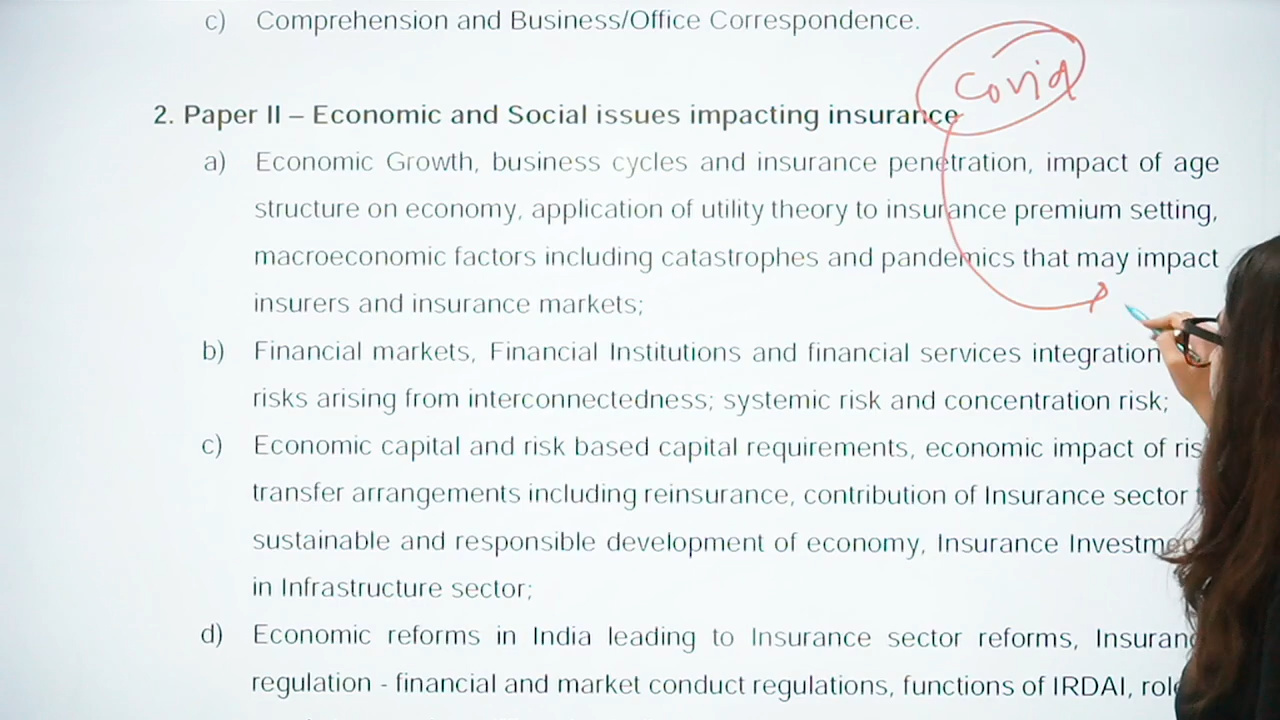 c) Comprehension and Business/Office Correspondence.
Covid
2. Paper II – Economic and Social issues impacting insurance
a) Economic Growth, business cycles and insurance penetration, impact of age
structure on economy, application of utility theory to insurance premium setting,
macroeconomic factors including catastrophes and pandemics that may impact
insurers and insurance markets;
b) Financial markets, Financial Institutions and financial services integration
risks arising from interconnectedness; systemic risk and concentration risk;
c) Economic capital and risk based capital requirements, economic impact of
transfer arrangements including reinsurance, contribution of Insurance sector
sustainable and responsible development of economy, Insurance
in Infrastructure sector;
d) Economic reforms in India leading to Insurance sector reforms,
regulation - financial and market conduct regulations, functions of IRDAI,